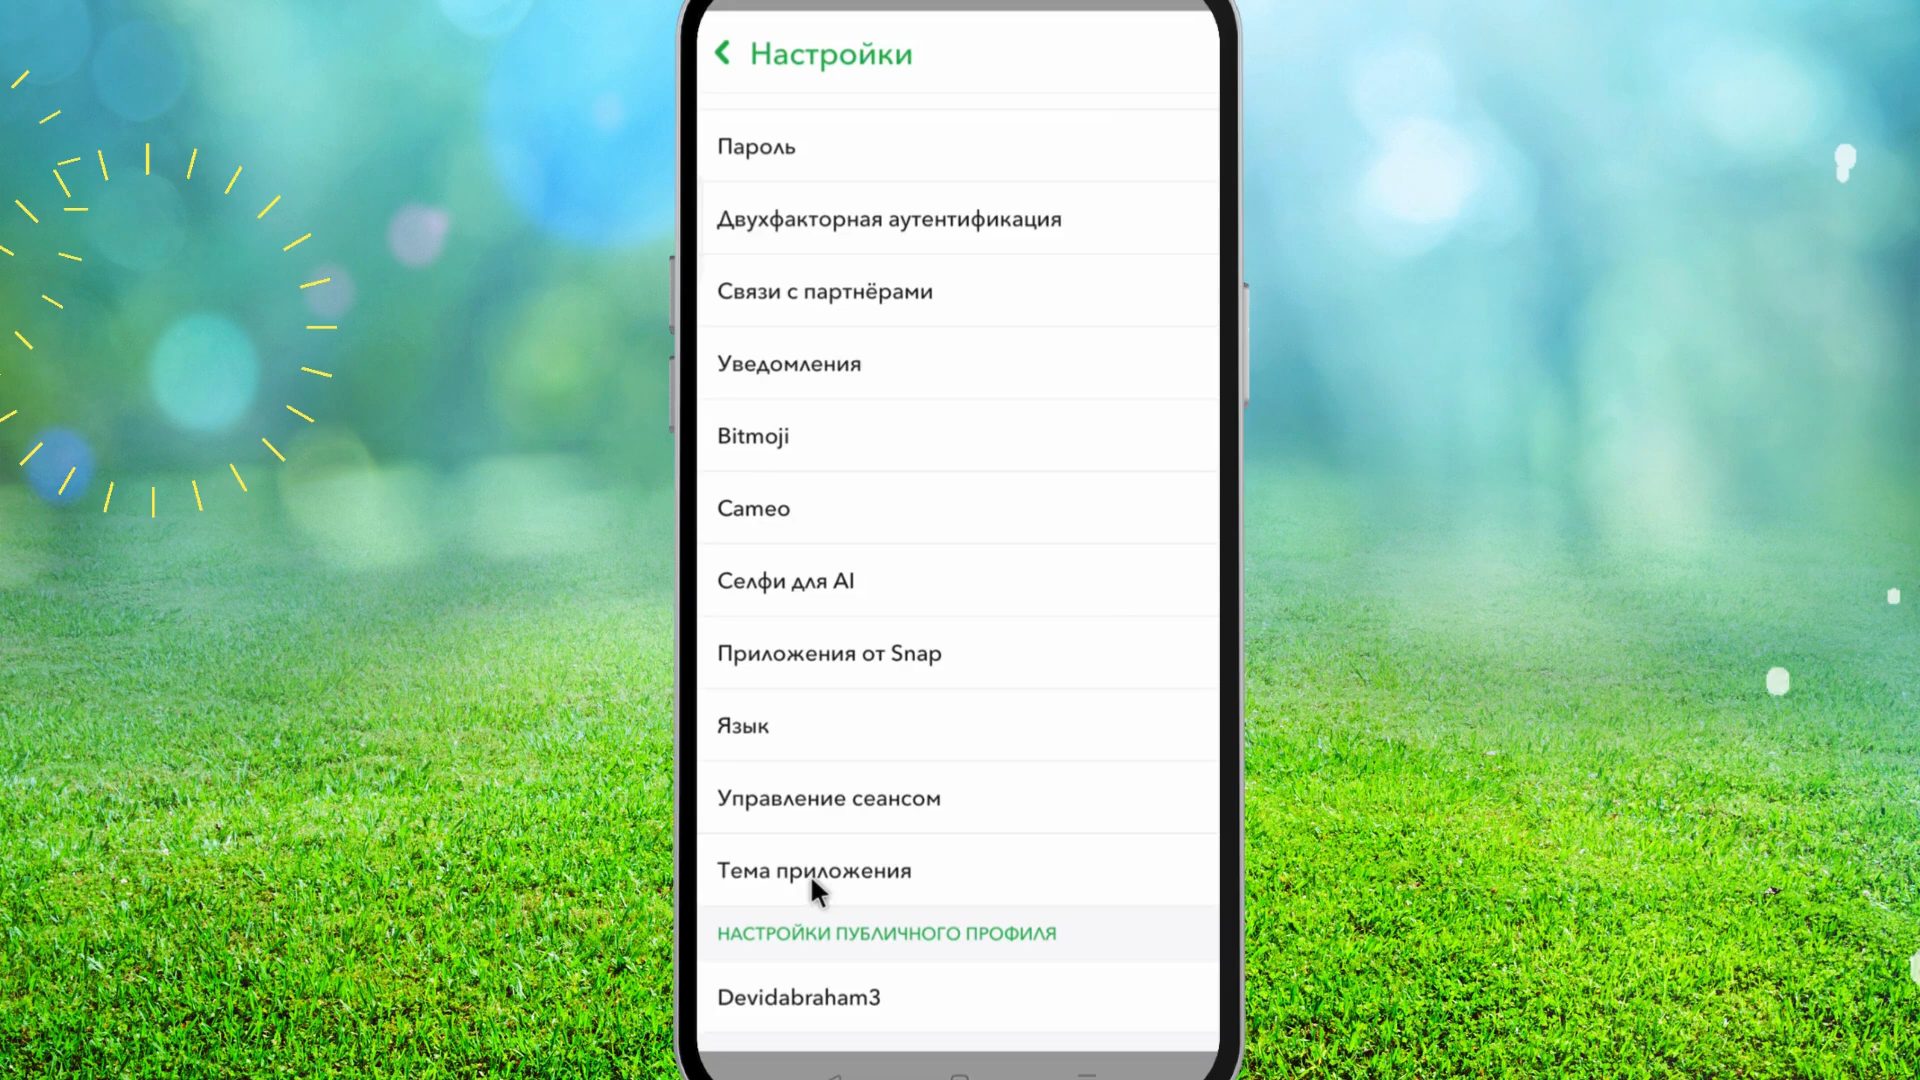 Настройки
Пароль
Двухфакторная аутентификация
Связи с партнёрами
Уведомления
Bitmoji
Cameo
Селфи для AI
Приложения от Snap
Язык
Управление сеансом
Тема приложения
НАСТРОЙКИ ПУБЛИЧНОГО ПРОФИЛЯ
Devidabraham3